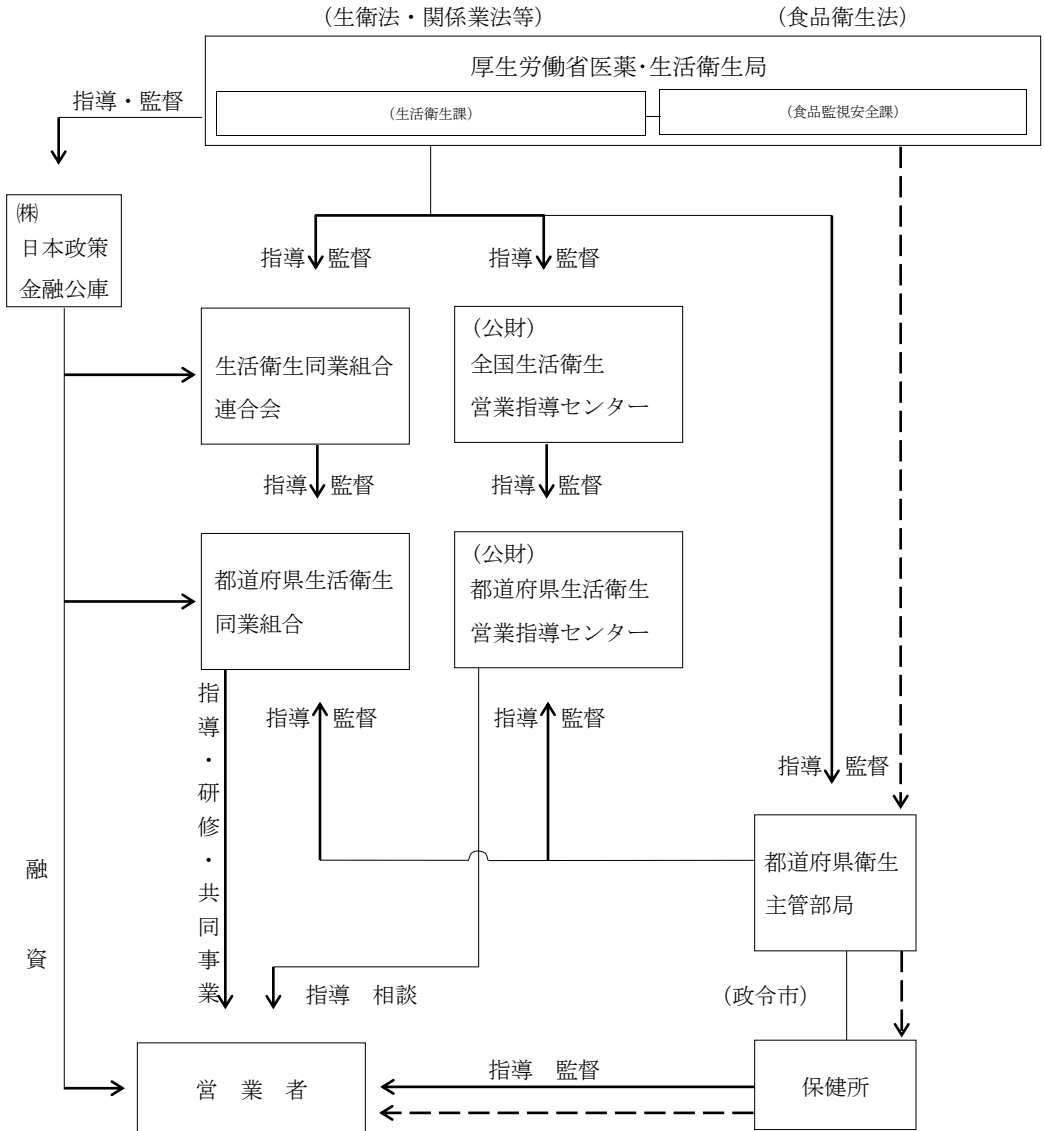 （生衛法・関係業法等）
（食品衛生法）
厚生労働省医薬・生活衛生局
（生活衛生課）
（食品監視安全課）
指導・監督
㈱
日本政策
金融公庫
指導 監督
指導 監督
生活衛生同業組合
連合会
（公財）
全国生活衛生
営業指導センター
指導 監督
指導 監督
都道府県生活衛生
同業組合
（公財）
都道府県生活衛生
営業指導センター
指導・研修・共同事業
指導 監督
指導 監督
指導 監督
都道府県衛生
主管部局
融資
指導 相談
（政令市）
営業者
指導 監督
保健所